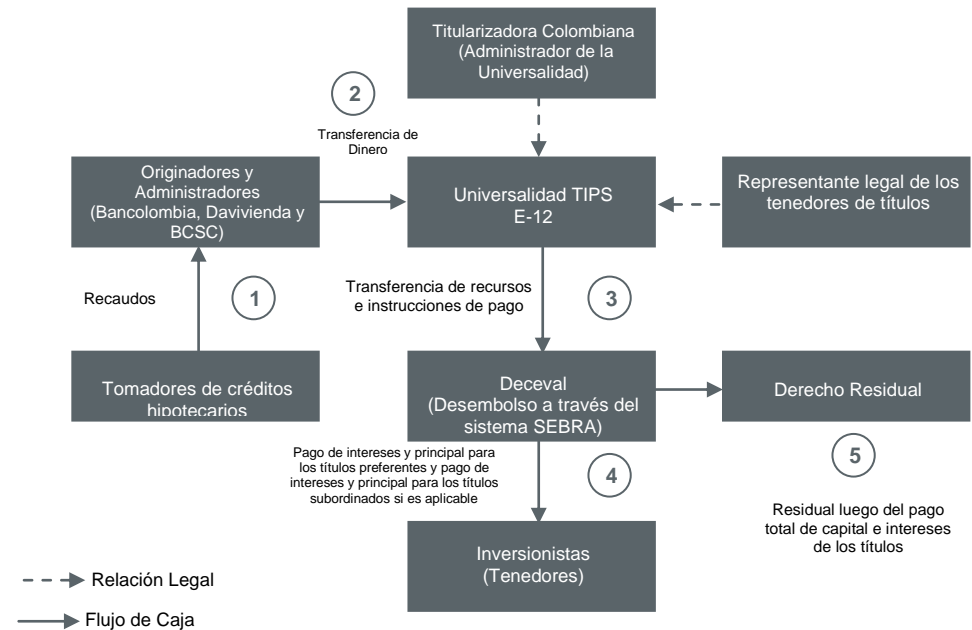 Titularizadora Colombiana
(Administrador de la
Universalidad)
2
Transferencia de
Dinero
Originadores y
Administradores
(Bancolombia, Davivienda y
BCSC)
Universalidad TIPS
E-12
Representante legal de los
tenedores de títulos
Recaudos
1
Transferencia de recursos
e instrucciones de pago
3
Tomadores de créditos
hipotecarios
Deceval
(Desembolso a través del
sistema SEBRA)
Derecho Residual
Pago de intereses y principal para
los títulos preferentes y pago de
intereses y principal para los títulos
subordinados si es aplicable
4
5
Residual luego del pago
total de capital e intereses
de los títulos
Inversionistas
(Tenedores)
Relación Legal
Flujo de Caja